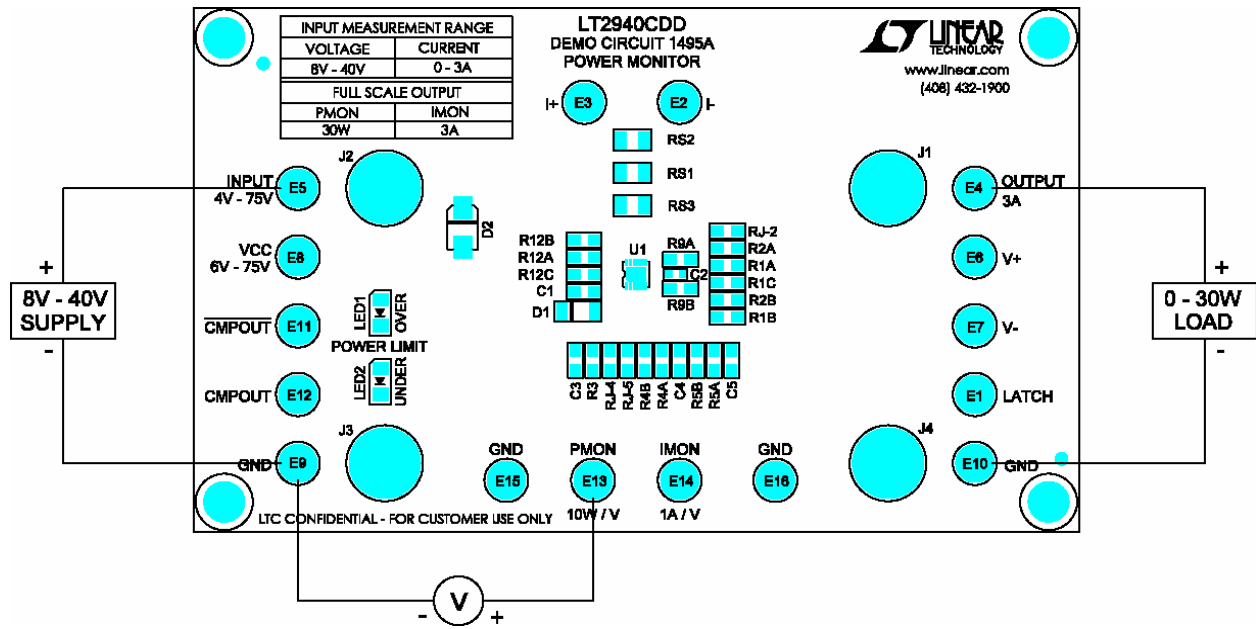 INPUT MEASUREMENT RANGE
VOLTAGE CURRENT
8V - 40V 0 - 3A
FULL SCALE OUTPUT
PMON IMON
30W 3A
LT2940CDD
DEMO CIRCUIT 1495A
POWER MONITOR
LINEAR
TECHNOLOGY
www.linear.com
(408) 432-1900
I+ E3 E2 I-
RS2
RS1
RS3
J2
J1
INPUT
4V - 75V
E5
E4
OUTPUT
3A
D2
VCC
6V - 75V
E8
R12B
R12A
R12C
C1
D1
U1
R9A
C2
R9B
RJ-2
R2A
R1A
R1C
R2B
R1B
E6 V+
+
8V - 40V
SUPPLY
-
+
0 - 30W
LOAD
-
CMPOUT E11
LED1
OVER
POWER LIMIT
LED2
UNDER
E7 V-
CMPOUT E12
C3
R3
RJ-4
RJ-5
R4B
R4A
C4
R5B
R5A
C5
E1 LATCH
J3
J4
GND E9
GND
E15
PMON
E13
10W / V
IMON
E14
1A / V
GND
E16
E10 GND
LTC CONFIDENTIAL - FOR CUSTOMER USE ONLY
- V +